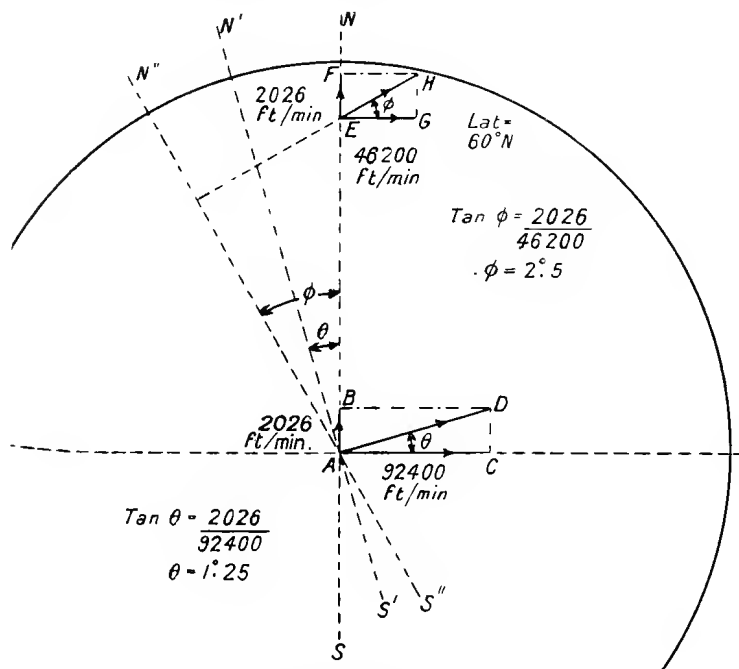 N
N'
N"
F
H
2026
ft/min
ϕ
E
G
Lat=
60°N
46200
ft/min
Tan ϕ = 2026
46200
. ϕ = 2°.5
ϕ
θ
B
D
2026
ft/min.
θ
A
92400
ft/min
C
Tan θ = 2026
92400
θ = 1°.25
S'
S"
S